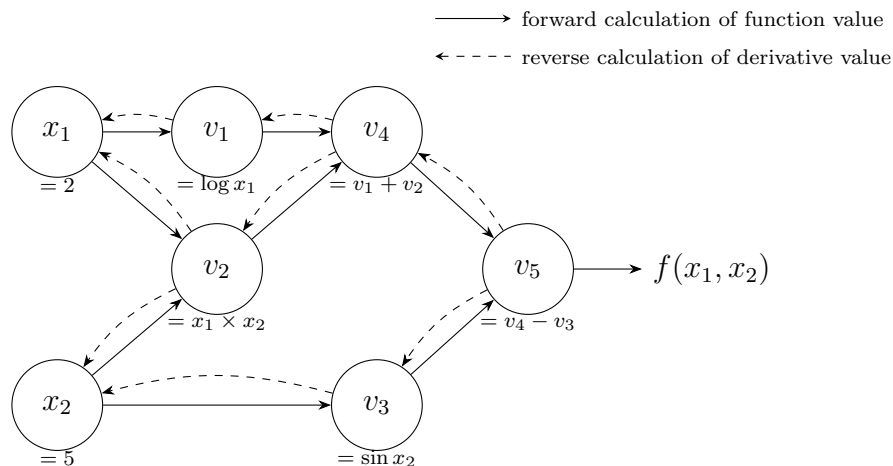 forward calculation of function value
reverse calculation of derivative value
x₁
v₁
v₄
= 2
= log x₁
= v₁ + v₂
v₂
v₅
f(x₁, x₂)
= x₁ × x₂
= v₄ − v₃
x₂
v₃
= 5
= sin x₂